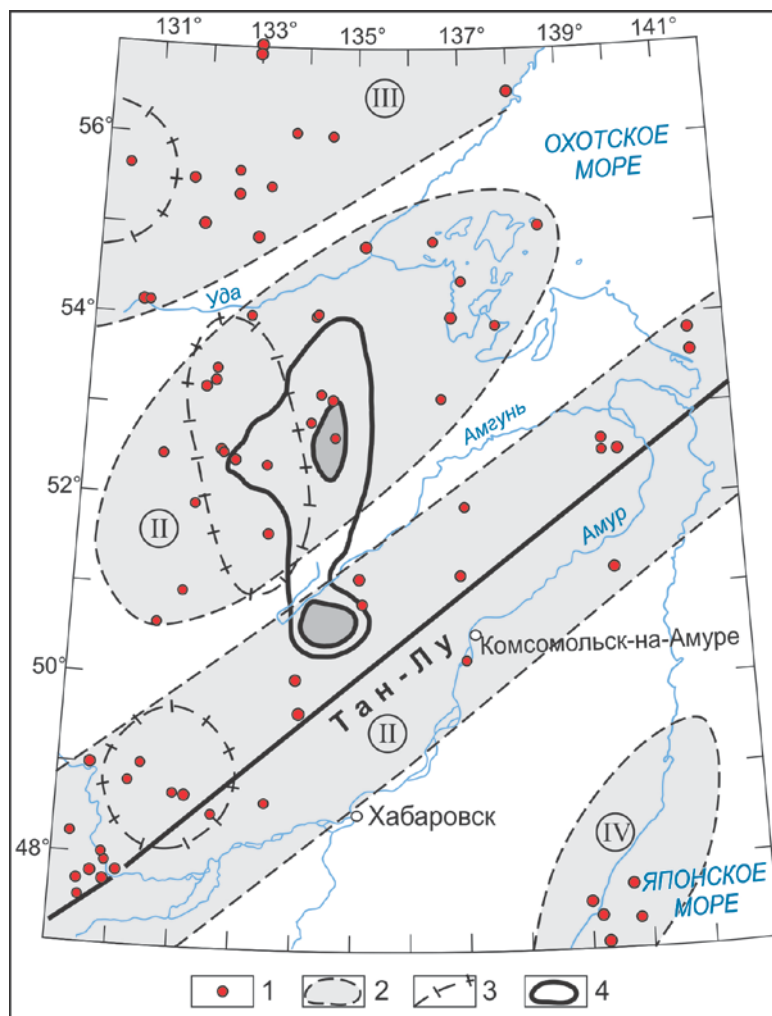 131° 133° 135° 137° 139° 141°
III
56°
ОХОТСКОЕ
МОРЕ
54°
Уда
Амгунь
52°
II
Амур
50°
Комсомольск-на-Амуре
Тан-Лу
II
Хабаровск
48°
IV
ЯПОНСКОЕ
МОРЕ
1 2 3 4